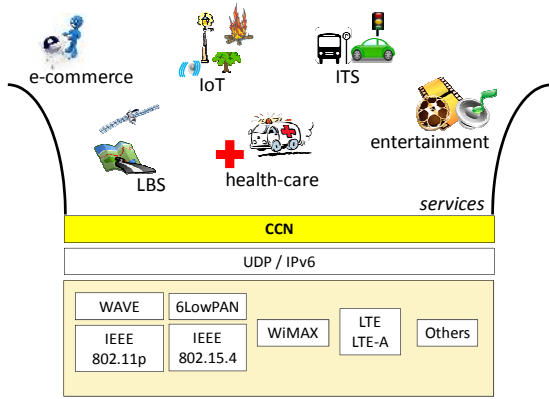 e-commerce
IoT
ITS
entertainment
LBS
health-care
services
CCN
UDP / IPv6
WAVE
6LowPAN
IEEE
802.11p
IEEE
802.15.4
WiMAX
LTE
LTE-A
Others